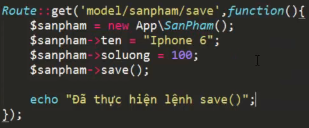 Route::get('model/sanpham/save',function(){
$sanpham = new App\SanPham();
$sanpham->ten = "Iphone 6";
$sanpham->soluong = 100;
$sanpham->save();
echo "Đã thực hiện lệnh save()";
});